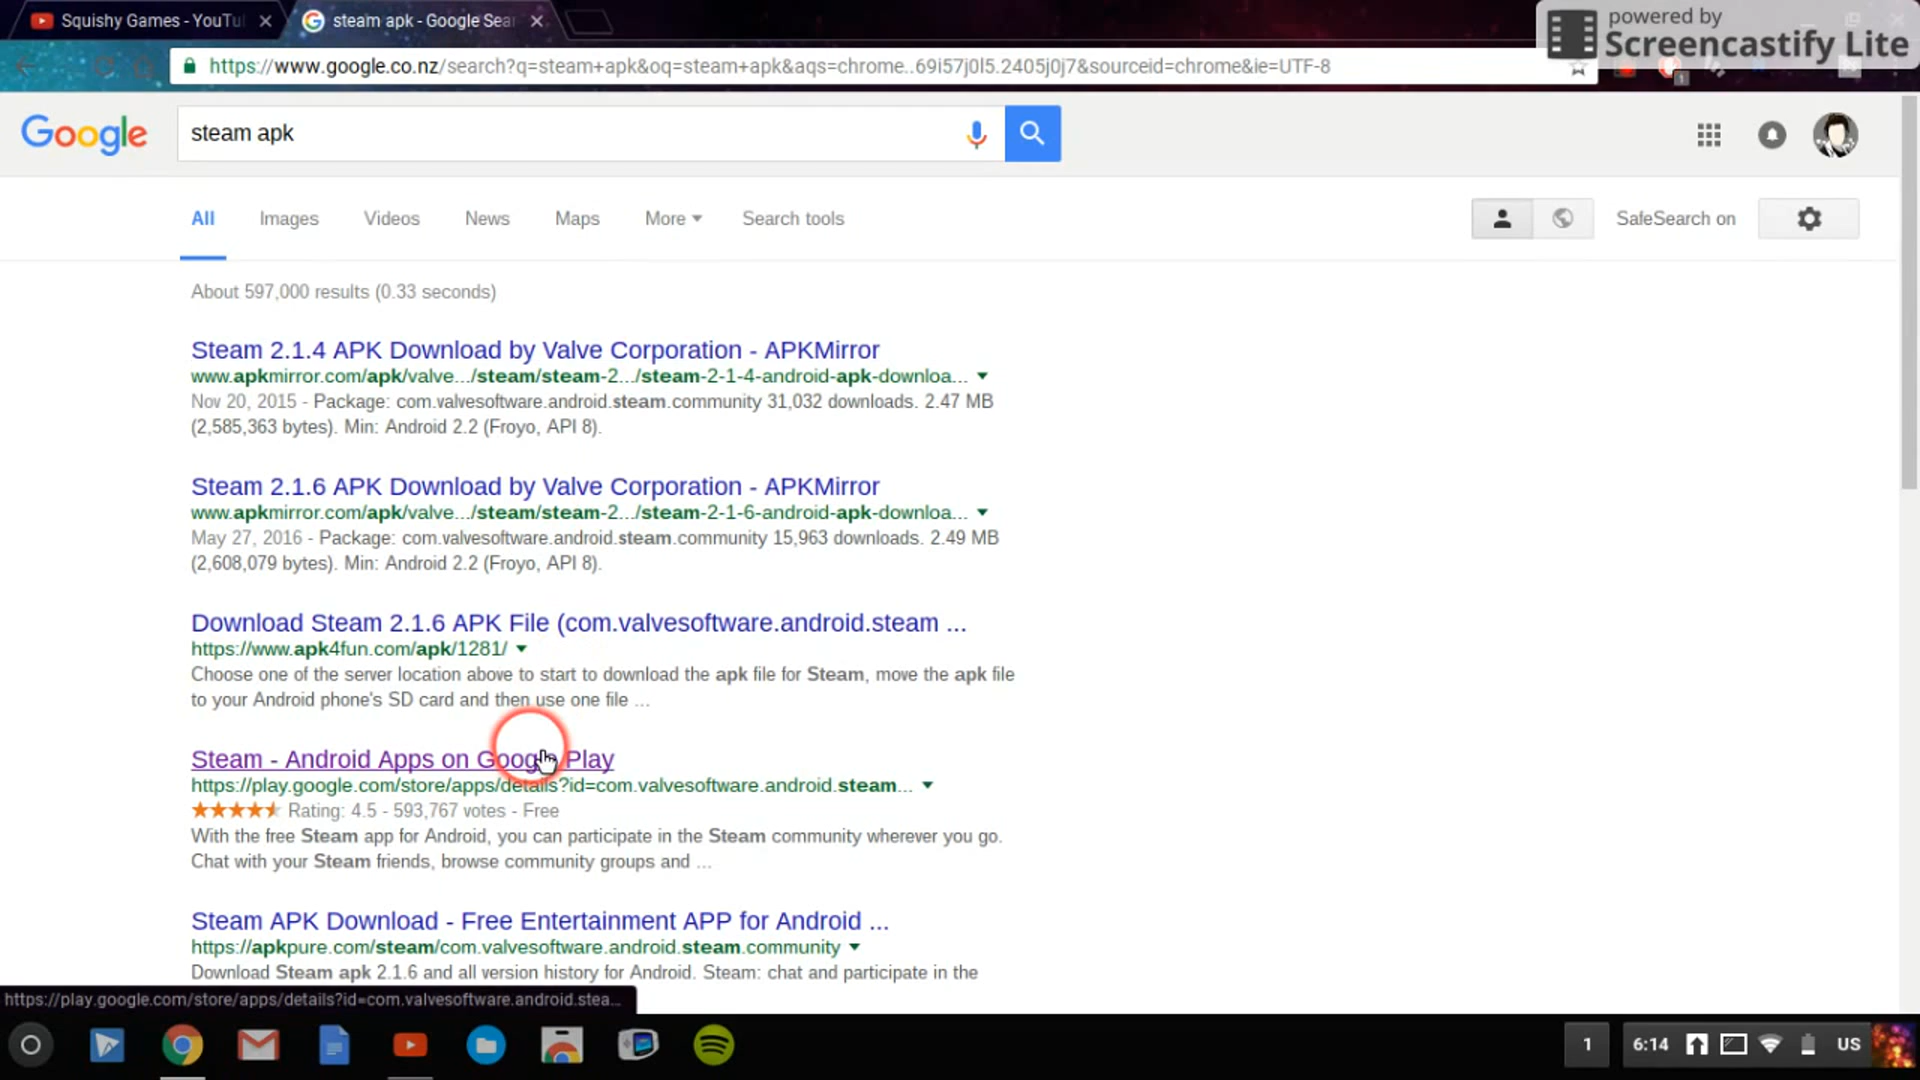 Squishy Games - YouTu
steam apk - Google Sear
powered by
Screencastify Lite
https://www.google.co.nz/search?q=steam+apk&oq=steam+apk&aqs=chrome..69i57j0l5.2405j0j7&sourceid=chrome&ie=UTF-8
1
Google
steam apk
All Images Videos News Maps More Search tools
SafeSearch on
About 597,000 results (0.33 seconds)
Steam 2.1.4 APK Download by Valve Corporation - APKMirror
www.apkmirror.com/apk/valve.../steam/steam-2.../steam-2-1-4-android-apk-downloa...
Nov 20, 2015 - Package: com.valvesoftware.android.steam.community 31,032 downloads. 2.47 MB
(2,585,363 bytes). Min: Android 2.2 (Froyo, API 8).
Steam 2.1.6 APK Download by Valve Corporation - APKMirror
www.apkmirror.com/apk/valve.../steam/steam-2.../steam-2-1-6-android-apk-downloa...
May 27, 2016 - Package: com.valvesoftware.android.steam.community 15,963 downloads. 2.49 MB
(2,608,079 bytes). Min: Android 2.2 (Froyo, API 8).
Download Steam 2.1.6 APK File (com.valvesoftware.android.steam ...
https://www.apk4fun.com/apk/1281/
Choose one of the server location above to start to download the apk file for Steam, move the apk file
to your Android phone's SD card and then use one file ...
Steam - Android Apps on Google Play
https://play.google.com/store/apps/details?id=com.valvesoftware.android.steam...
Rating: 4.5 - 593,767 votes - Free
With the free Steam app for Android, you can participate in the Steam community wherever you go.
Chat with your Steam friends, browse community groups and ...
Steam APK Download - Free Entertainment APP for Android ...
https://apkpure.com/steam/com.valvesoftware.android.steam.community
Download Steam apk 2.1.6 and all version history for Android. Steam: chat and participate in the
https://play.google.com/store/apps/details?id=com.valvesoftware.android.stea...
1 6:14 US